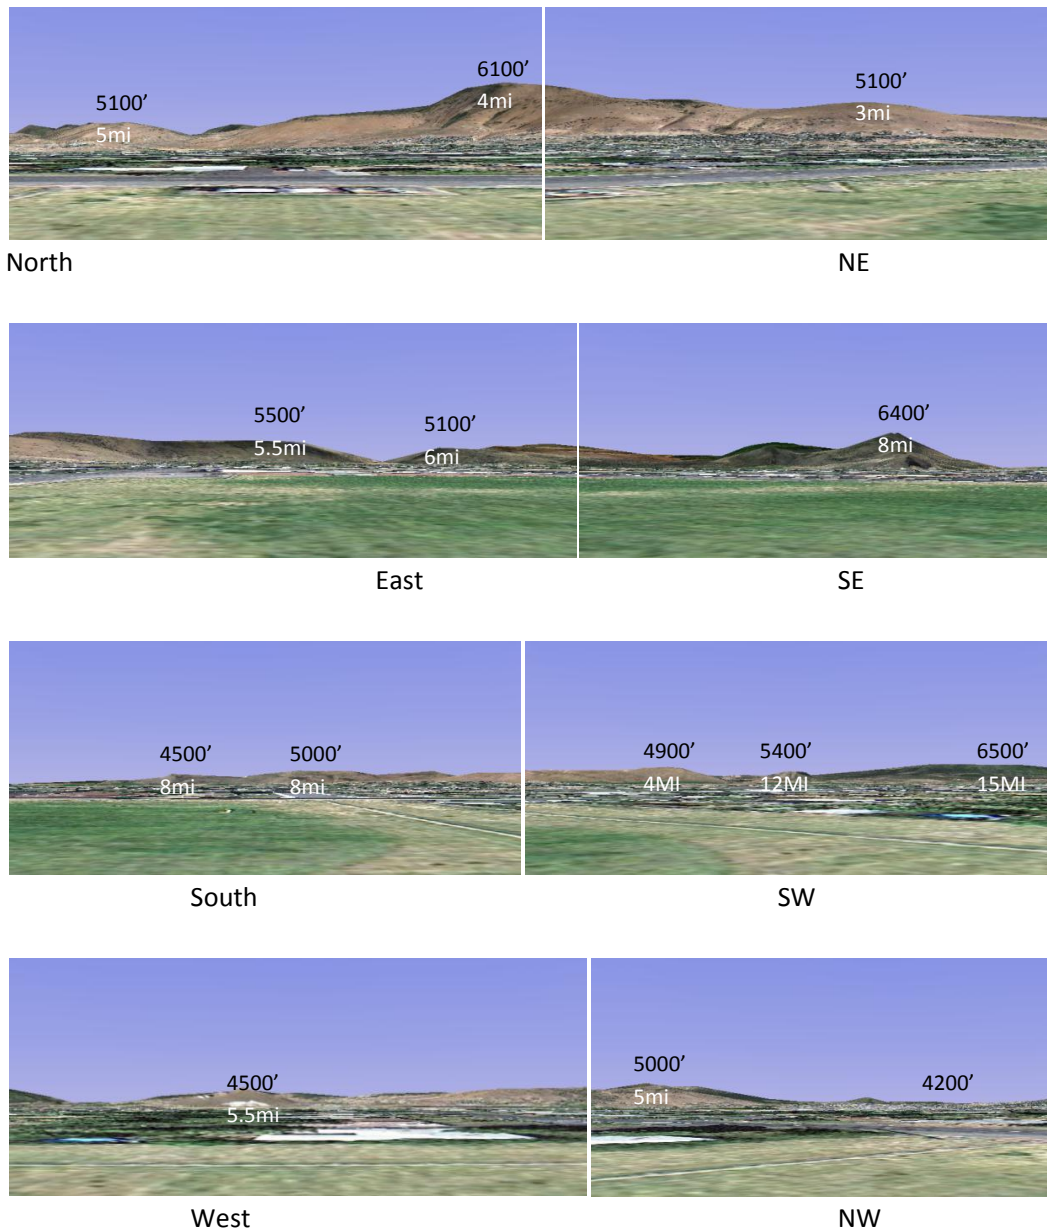 5100’
5mi
6100’
4mi
5100’
3mi
North
NE
5500’
5.5mi
5100’
6mi
6400’
8mi
East
SE
4500’
8mi
5000’
8mi
4900’
4MI
5400’
12MI
6500’
15MI
South
SW
4500’
5.5mi
5000’
5mi
4200’
West
NW